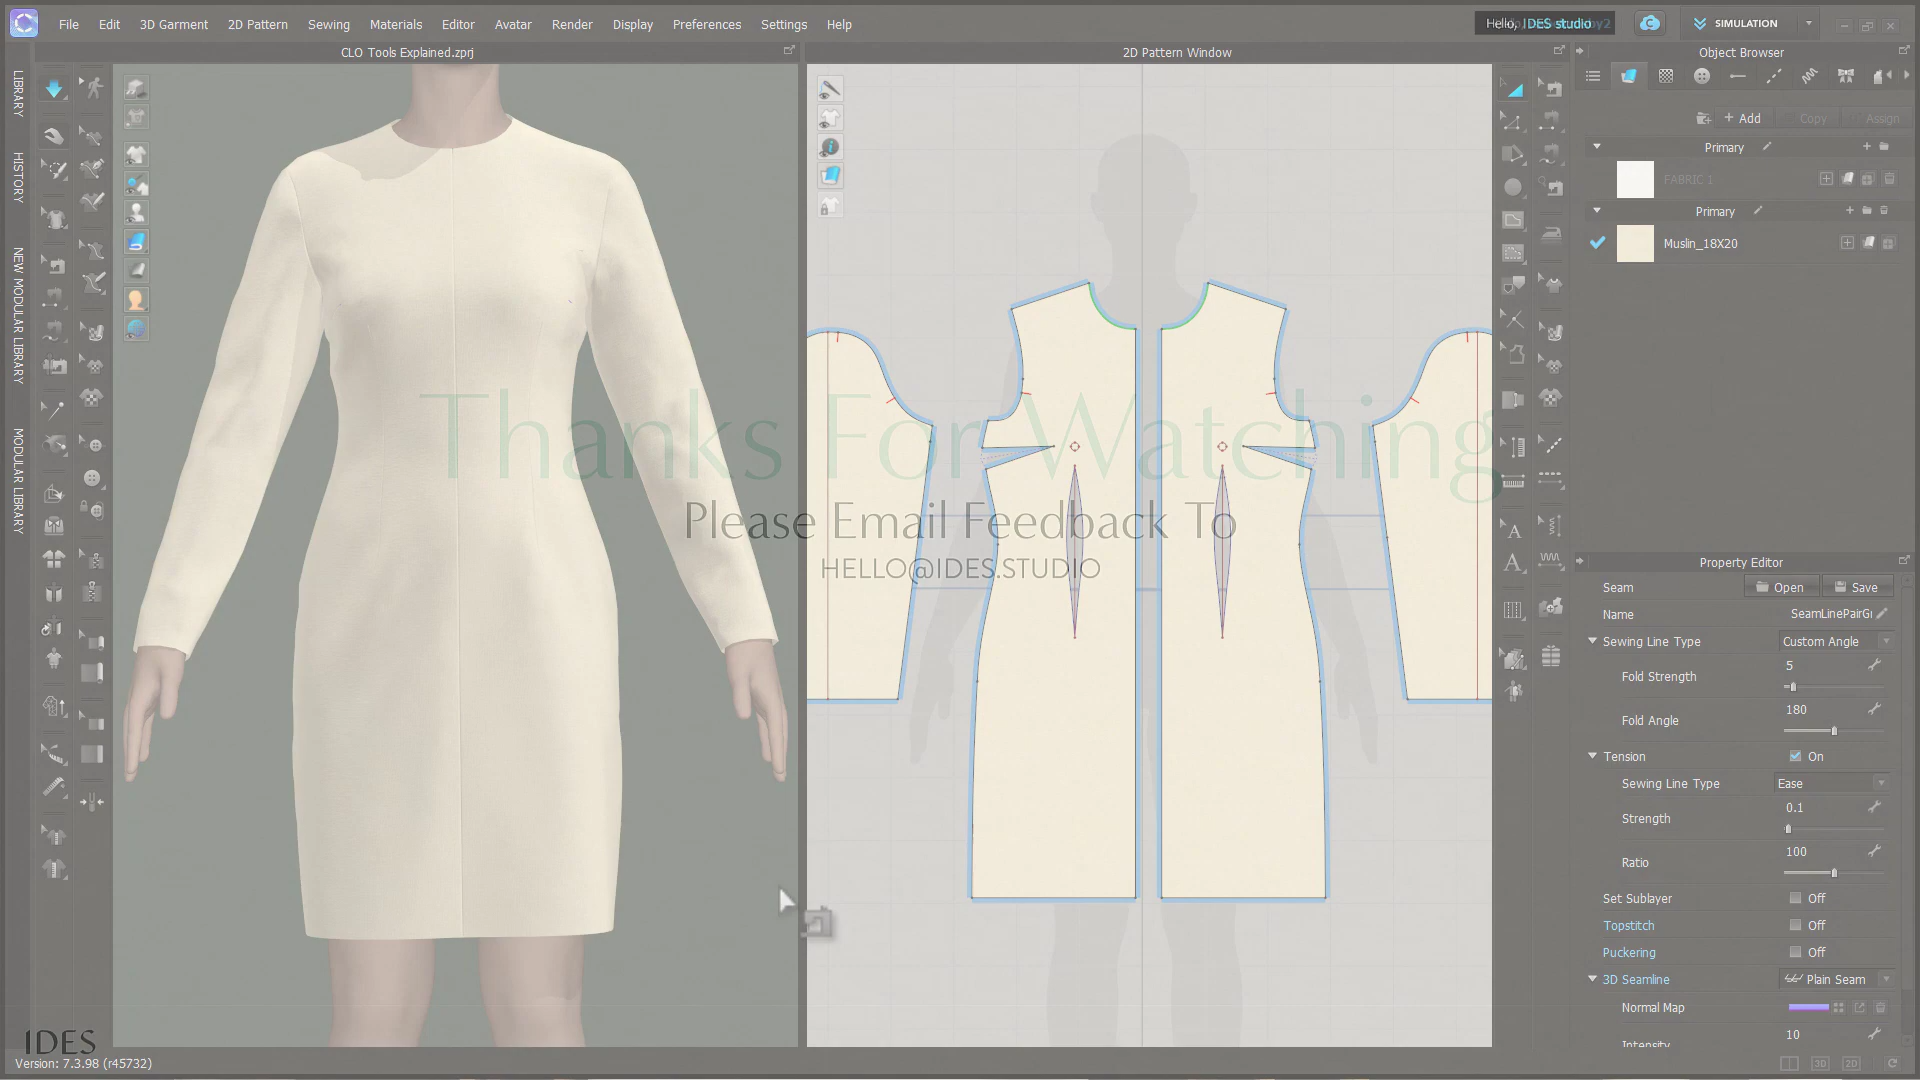 File Edit 3D Garment 2D Pattern Sewing Materials Editor Avatar Render Display Preferences Settings Help
Hello, IDES studio
SIMULATION
CLO Tools Explained.zprj
2D Pattern Window
Object Browser
LIBRARY
HISTORY
NEW MODULAR LIBRARY
MODULAR LIBRARY
+ Add
Copy
Assign
Primary
FABRIC 1
Primary
Muslin_18X20
Thanks For Watching
Please Email Feedback To
HELLO@IDES.STUDIO
Property Editor
Seam
Open
Save
Name SeamLinePairGr
Sewing Line Type Custom Angle
Fold Strength 5
Fold Angle 180
Tension On
Sewing Line Type Ease
Strength 0.1
Ratio 100
Set Sublayer Off
Topstitch Off
Puckering Off
3D Seamline Plain Seam
Normal Map
Intensity 10
IDES
Version: 7.3.98 (r45732)
3D
2D